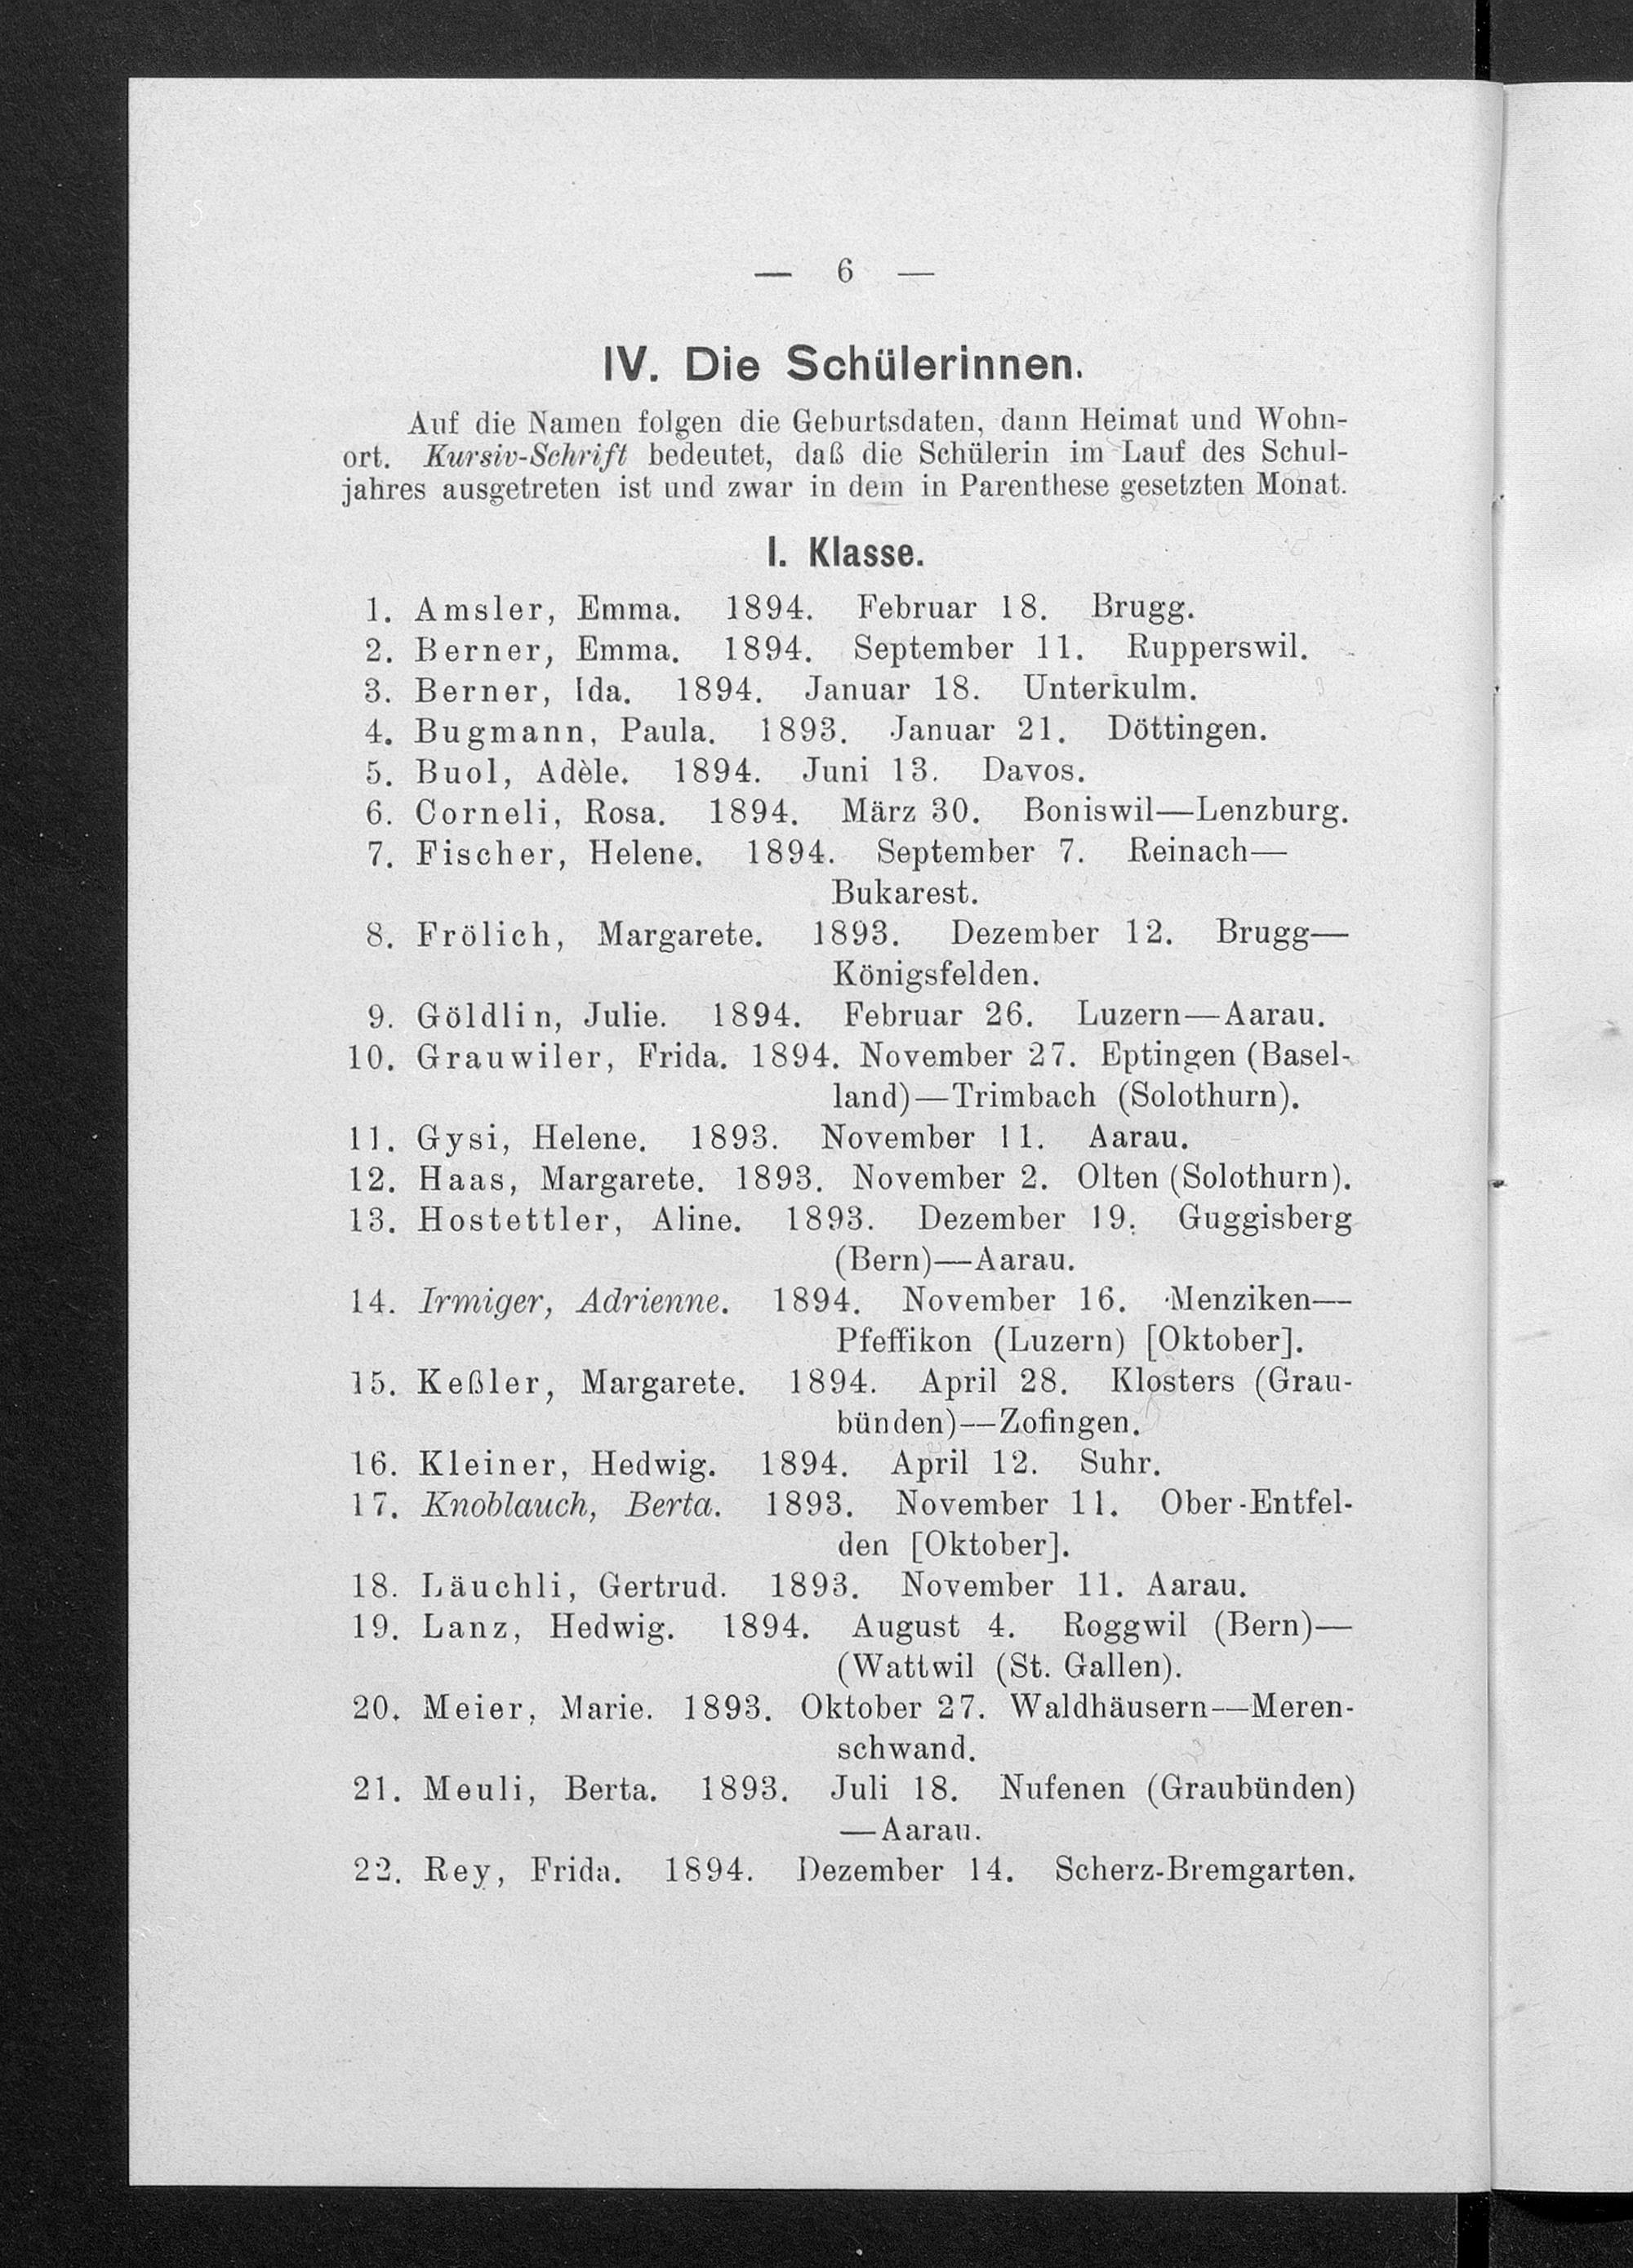 — 6 —
IV. Die Schülerinnen.
Auf die Namen folgen die Geburtsdaten, dann Heimat und Wohn-
ort. Kursiv-Schrift bedeutet, daß die Schülerin im Lauf des Schul-
jahres ausgetreten ist und zwar in dem in Parenthese gesetzten Monat.
I. Klasse.
1. Amsler, Emma. 1894. Februar 18. Brugg.
2. Berner, Emma. 1894. September 11. Rupperswil.
3. Berner, Ida. 1894. Januar 18. Unterkulm.
4. Bugmann, Paula. 1893. Januar 21. Döttingen.
5. Buol, Adèle. 1894. Juni 13. Davos.
6. Corneli, Rosa. 1894. März 30. Boniswil—Lenzburg.
7. Fischer, Helene. 1894. September 7. Reinach—
Bukarest.
8. Frölich, Margarete. 1893. Dezember 12. Brugg—
Königsfelden.
9. Göldlin, Julie. 1894. Februar 26. Luzern—Aarau.
10. Grauwiler, Frida. 1894. November 27. Eptingen (Basel-
land)—Trimbach (Solothurn).
11. Gysi, Helene. 1893. November 11. Aarau.
12. Haas, Margarete. 1893. November 2. Olten (Solothurn).
13. Hostettler, Aline. 1893. Dezember 19. Guggisberg
(Bern)—Aarau.
14. Irmiger, Adrienne. 1894. November 16. Menziken—
Pfeffikon (Luzern) [Oktober].
15. Keßler, Margarete. 1894. April 28. Klosters (Grau-
bünden)—Zofingen.
16. Kleiner, Hedwig. 1894. April 12. Suhr.
17. Knoblauch, Berta. 1893. November 11. Ober-Entfel-
den [Oktober].
18. Läuchli, Gertrud. 1893. November 11. Aarau.
19. Lanz, Hedwig. 1894. August 4. Roggwil (Bern)—
(Wattwil (St. Gallen).
20. Meier, Marie. 1893. Oktober 27. Waldhäusern—Meren-
schwand.
21. Meuli, Berta. 1893. Juli 18. Nufenen (Graubünden)
—Aarau.
22. Rey, Frida. 1894. Dezember 14. Scherz-Bremgarten.